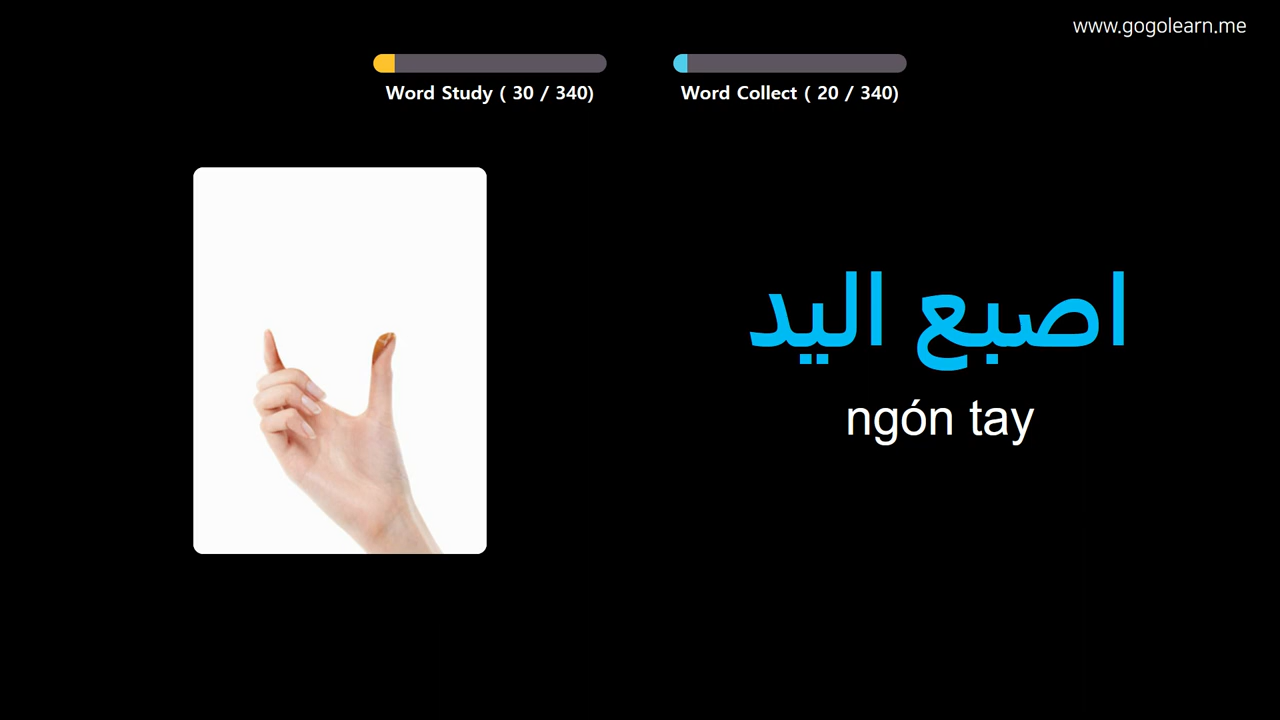 www.gogolearn.me
Word Study ( 30 / 340)
Word Collect ( 20 / 340)
اصبع اليد
ngón tay